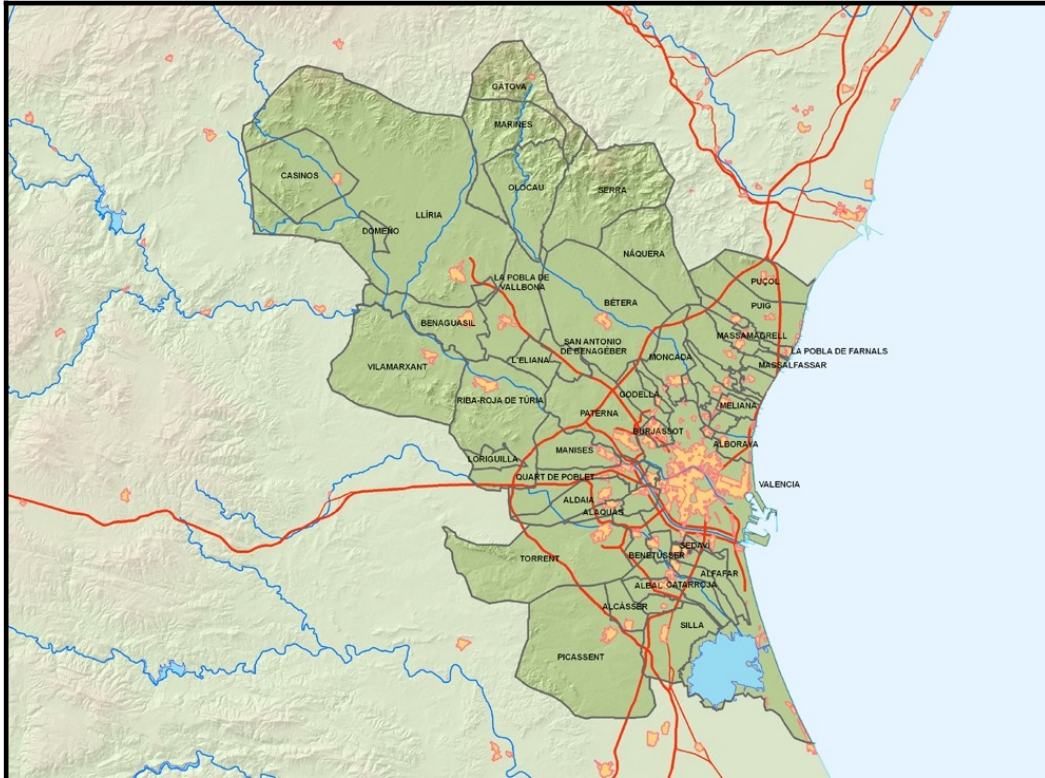 GÀTOVA
MARINES
CASINOS
OLOCAU
SERRA
LLÍRIA
DOMEÑO
NÀQUERA
LA POBLA DE
VALLBONA
PUÇOL
BÉTERA
PUIG
BENAGUASIL
MASSAMAGRELL
SAN ANTONIO
DE BENAGÉBER
LA POBLA DE FARNALS
MONCADA
L'ELIANA
MASSALFASSAR
VILAMARXANT
GODELLA
RIBA-ROJA DE TÚRIA
MELIANA
PATERNA
BURJASSOT
ALBORAYA
MANISES
LORIGUILLA
QUART DE POBLET
VALENCIA
ALDAIA
ALAQUÀS
SEDAVÍ
TORRENT
BENETÚSSER
ALFAFAR
ALBAL
CATARROJA
ALCÀSSER
SILLA
PICASSENT